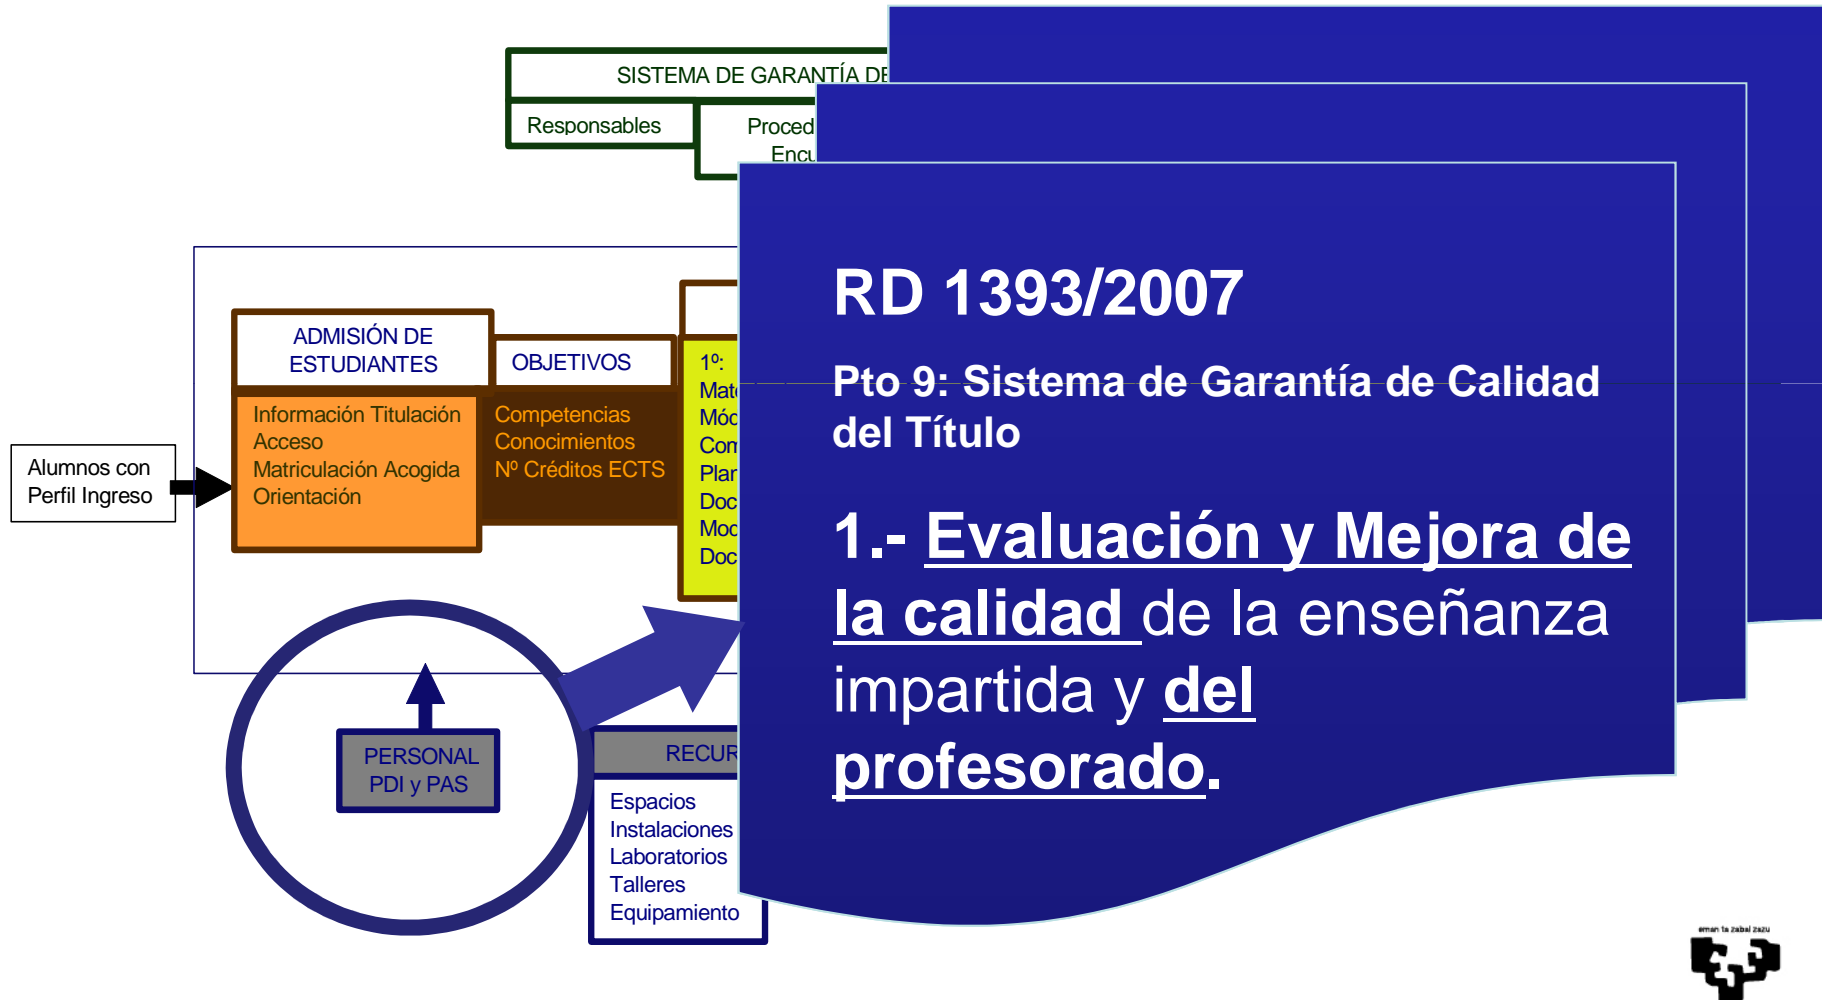 SISTEMA DE GARANTÍA DE
Responsables
ADMISIÓN DE
ESTUDIANTES
Información Titulación
Acceso
Matriculación Acogida
Orientación
OBJETIVOS
Competencias
Conocimientos
Nº Créditos ECTS
1º:
Alumnos con
Perfil Ingreso
PERSONAL
PDI y PAS
Espacios
Instalaciones
Laboratorios
Talleres
Equipamiento
RD 1393/2007
Pto 9: Sistema de Garantía de Calidad
del Título
1.- Evaluación y Mejora de
la calidad de la enseñanza
impartida y del
profesorado.
eman ta zabal zazu